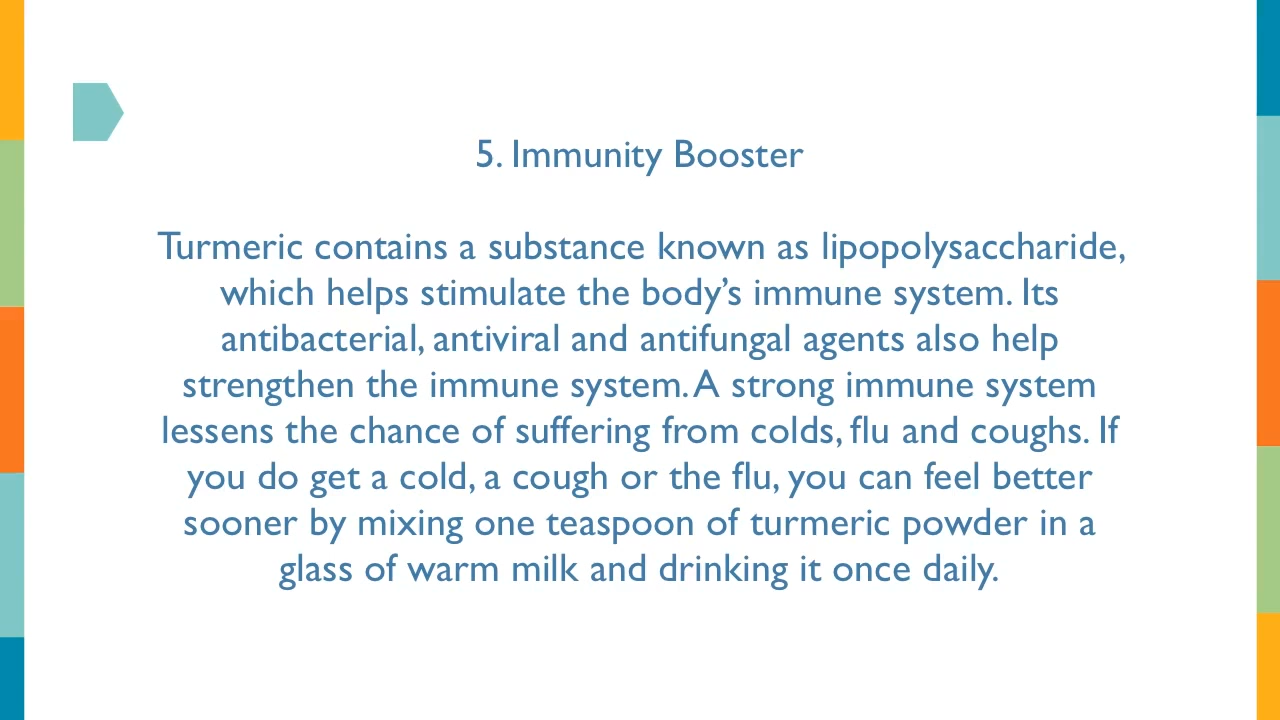 5. Immunity Booster
Turmeric contains a substance known as lipopolysaccharide,
which helps stimulate the body’s immune system. Its
antibacterial, antiviral and antifungal agents also help
strengthen the immune system. A strong immune system
lessens the chance of suffering from colds, flu and coughs. If
you do get a cold, a cough or the flu, you can feel better
sooner by mixing one teaspoon of turmeric powder in a
glass of warm milk and drinking it once daily.